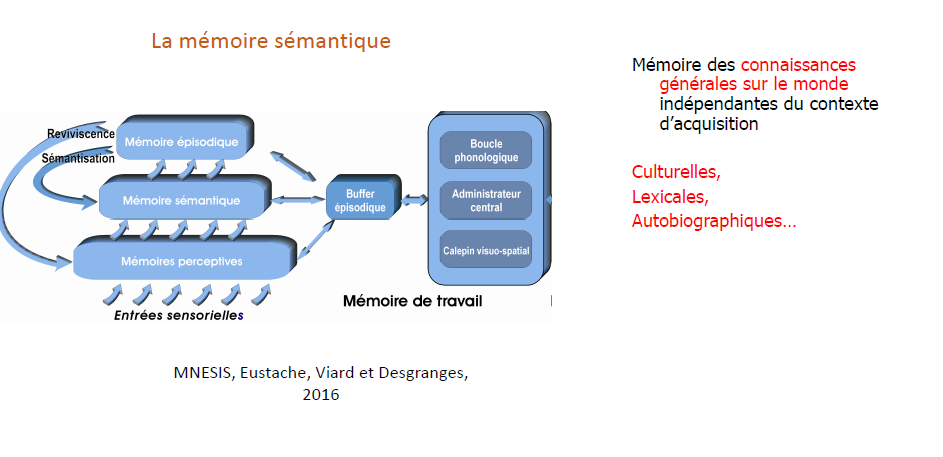 La mémoire sémantique
Mémoire des connaissances
générales sur le monde
indépendantes du contexte
d’acquisition
Culturelles,
Lexicales,
Autobiographiques…
Reviviscence
Sémantisation
Mémoire épisodique
Mémoire sémantique
Mémoires perceptives
Entrées sensorielles
Buffer
épisodique
Boucle
phonologique
Administrateur
central
Calepin visuo-spatial
Mémoire de travail
MNESIS, Eustache, Viard et Desgranges,
2016